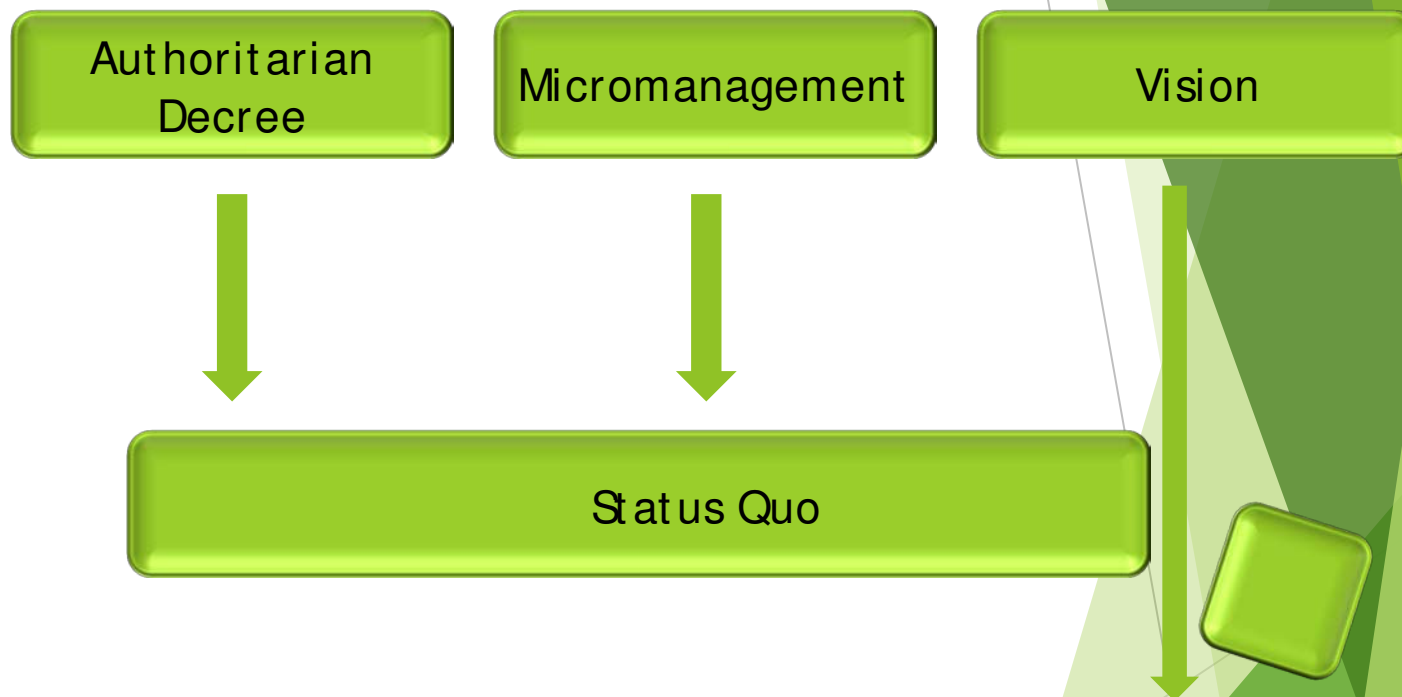 Authoritarian
Decree
Micromanagement
Vision
Status Quo